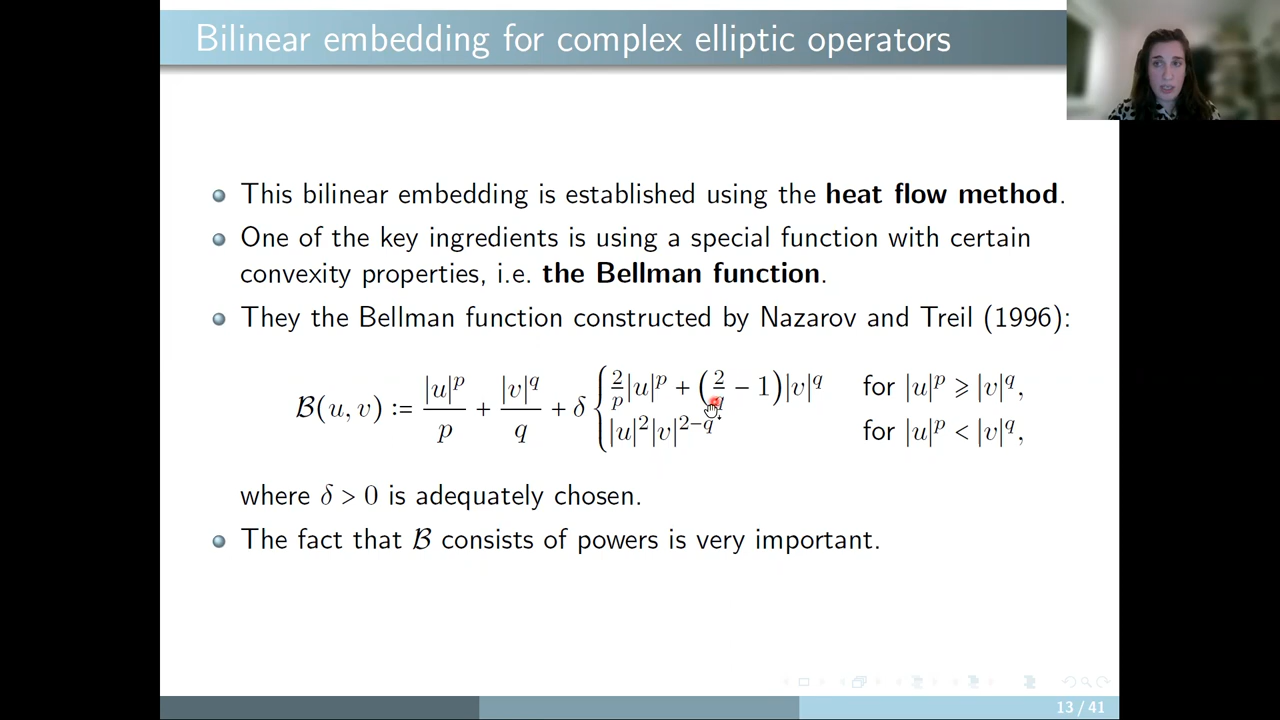 Bilinear embedding for complex elliptic operators
This bilinear embedding is established using the heat flow method.
One of the key ingredients is using a special function with certain
convexity properties, i.e. the Bellman function.
They the Bellman function constructed by Nazarov and Treil (1996):
ℬ(u, v) := |u|^p/p + |v|^q/q + δ { 2/p |u|^p + (2/q − 1)|v|^q for |u|^p ⩾ |v|^q,
|u|^2|v|^{2−q} for |u|^p < |v|^q,
where δ > 0 is adequately chosen.
The fact that ℬ consists of powers is very important.
13 / 41